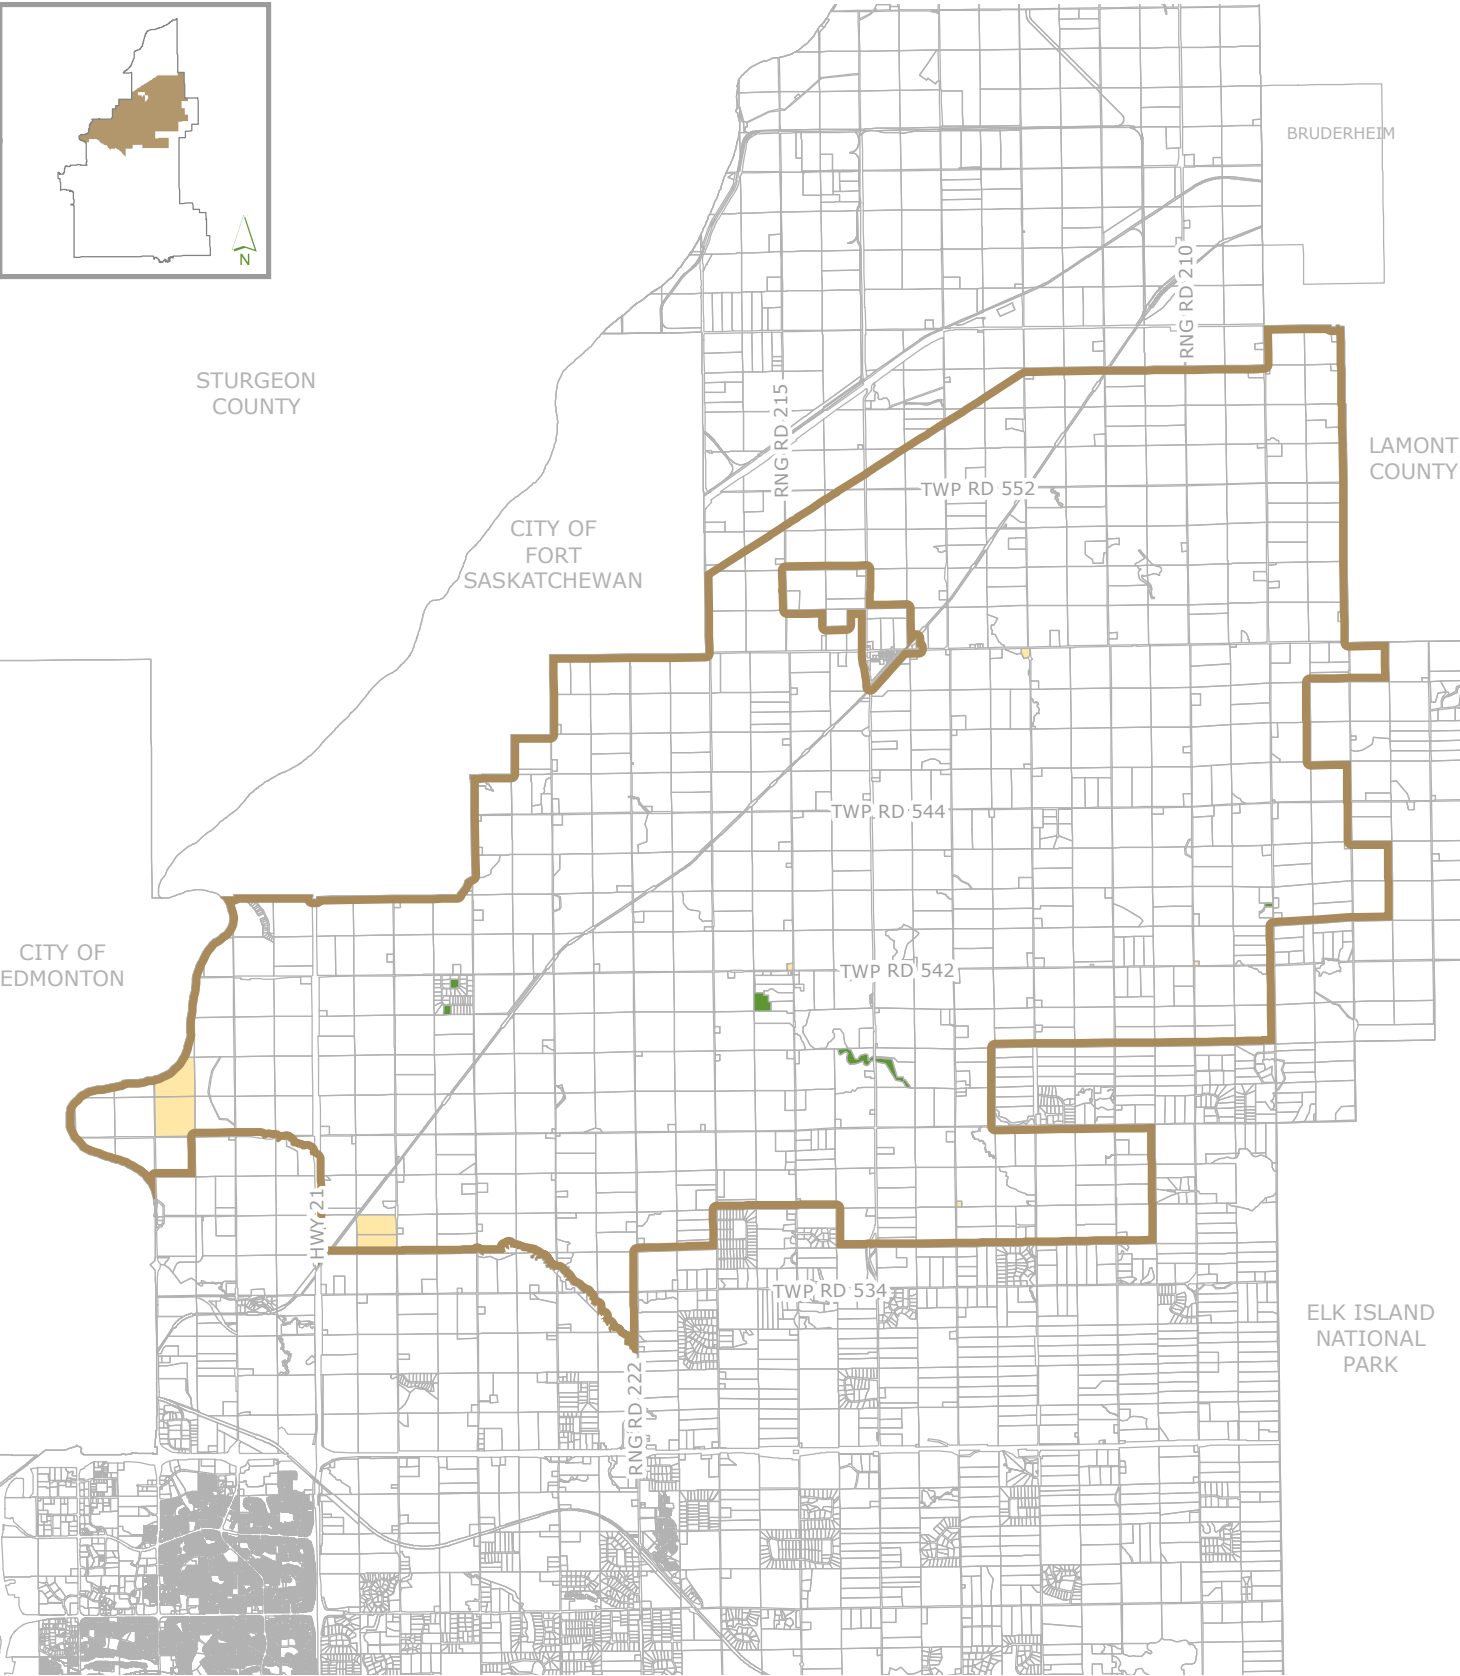 N
BRUDERHEIM
RNG RD 210
STURGEON
COUNTY
RNG RD 215
LAMONT
COUNTY
TWP RD 552
CITY OF
FORT
SASKATCHEWAN
TWP RD 544
CITY OF
EDMONTON
TWP RD 542
HWY 21
TWP RD 534
ELK ISLAND
NATIONAL
PARK
RNG RD 222